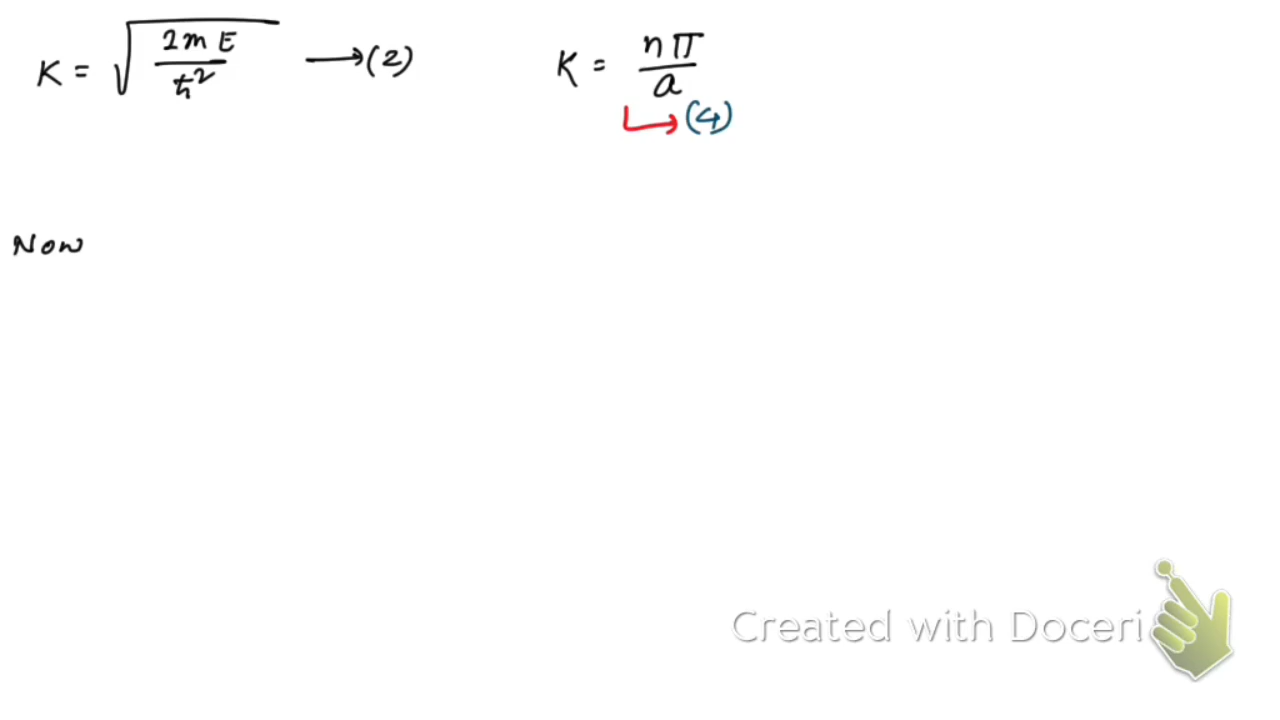 K = √(2mE / ħ²) → (2)
K = nΠ / a
↳ (4)
Now
Created with Doceri